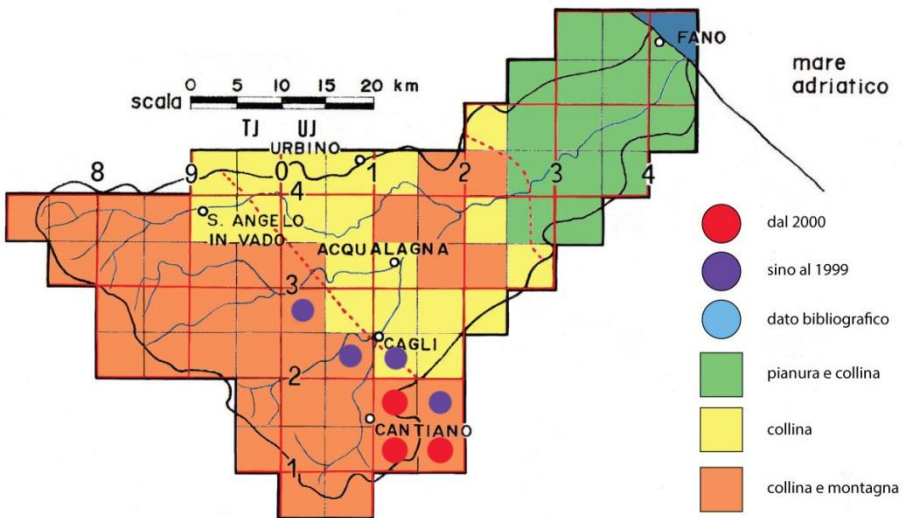 FANO
mare
adriatico
0 5 10 15 20 km
scala
TJ UJ
URBINO
8 9 0 1 2 3 4
4
S. ANGELO
IN VADO
ACQUALAGNA
3
CAGLI
2
CANTIANO
1
dal 2000
sino al 1999
dato bibliografico
pianura e collina
collina
collina e montagna